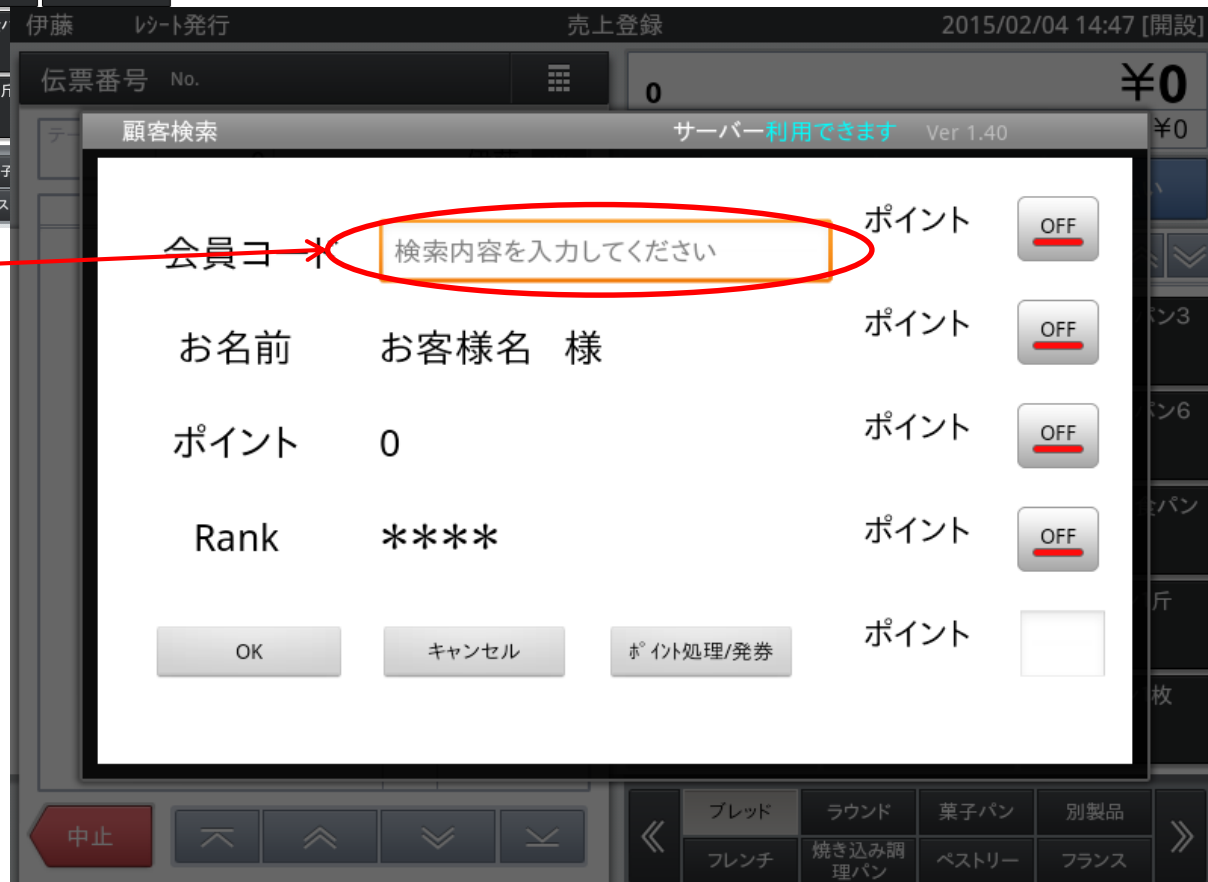 伊藤 ﾚｼｰﾄ発行 売上登録 2015/02/04 14:47 [開設]
伝票番号 No.
0 ¥0
¥0
テー
顧客検索 サーバー利用できます Ver 1.40
会員コード 検索内容を入力してください
ポイント OFF
お名前 お客様名 様
ポイント OFF
ポイント 0
ポイント OFF
Rank ****
ポイント OFF
ポイント
OK キャンセル ﾎﾟｲﾝﾄ処理/発券
パン3
パン6
食パン
斤
枚
中止
ブレッド ラウンド 菓子パン 別製品
フレンチ 焼き込み調理パン ペストリー フランス